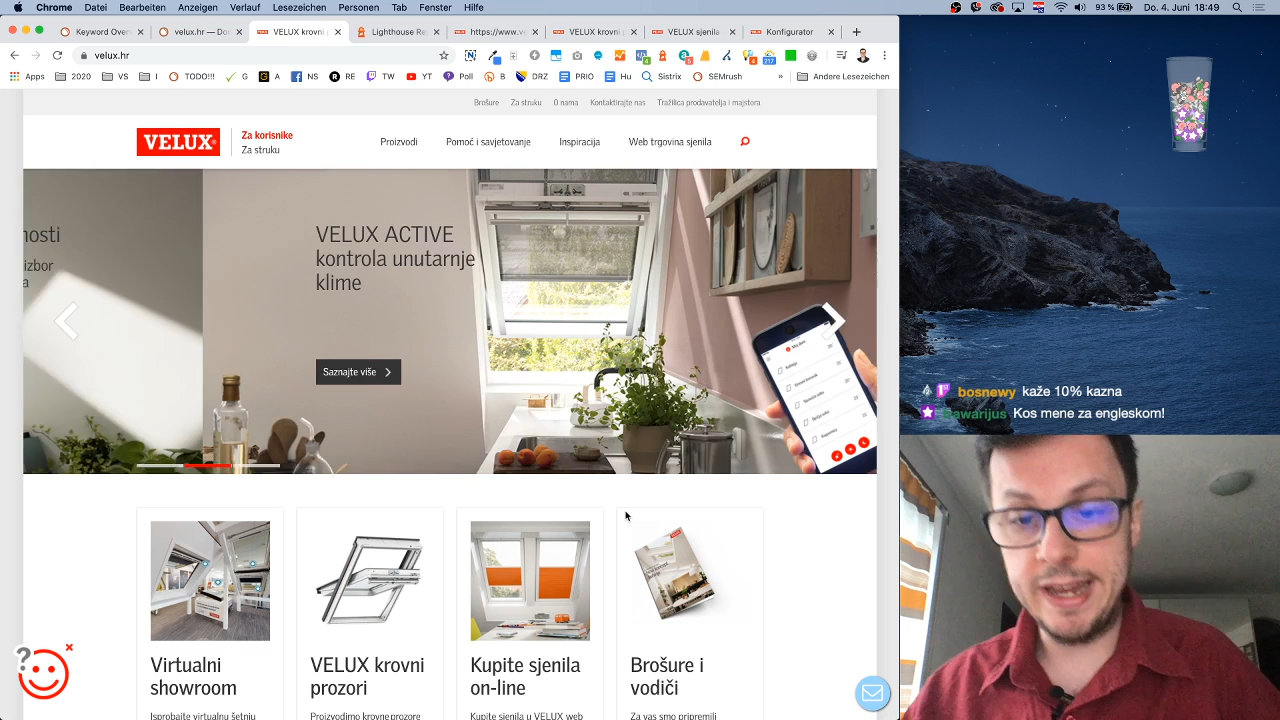 Chrome Datei Bearbeiten Anzeigen Verlauf Lesezeichen Personen Tab Fenster Hilfe 93 % Do. 4. Juni 18:49
Keyword Over velux.hr — Do VELUX krovni p Lighthouse Re https://www.ve VELUX krovni p VELUX sjenila Konfigurator
velux.hr
Apps 2020 VS I TODO!!! G A NS RE TW YT Poll B DRZ PRIO Hu Sistrix SEmrush » Andere Lesezeichen
Brošure Za struku O nama Kontaktirajte nas Tražilica prodavatelja i majstora
VELUX
Za korisnike
Za struku
Proizvodi Pomoć i savjetovanje Inspiracija Web trgovina sjenila
nosti
izbor
a
VELUX ACTIVE
kontrola unutarnje
klime
Saznajte više
bosnewy kaže 10% kazna
Kos mene za engleskom!
Virtualni
showroom
Isprobajte virtualnu šetnju
VELUX krovni
prozori
Proizvodimo krovne prozore
Kupite sjenila
on-line
Kupite sjenila u VELUX web
Brošure i
vodiči
Za vas smo pripremili